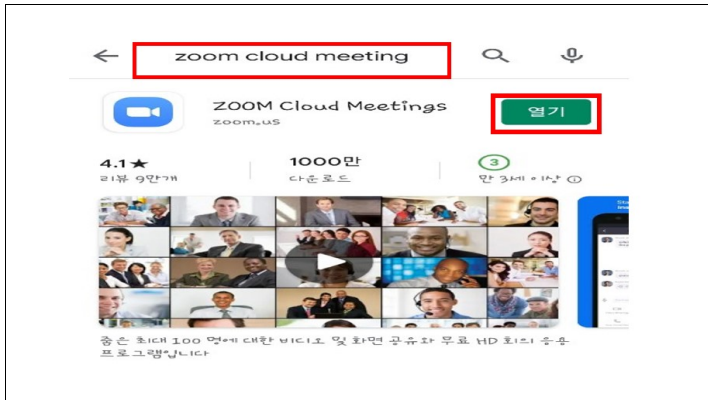 zoom cloud meeting
ZOOM Cloud Meetings
zoom.us
열기
4.1★
리뷰 9만개
1000만
다운로드
3
만 3세 이상
줌은 최대 100 명에 대한 비디오 및 화면 공유와 무료 HD 회의 응용
프로그램입니다